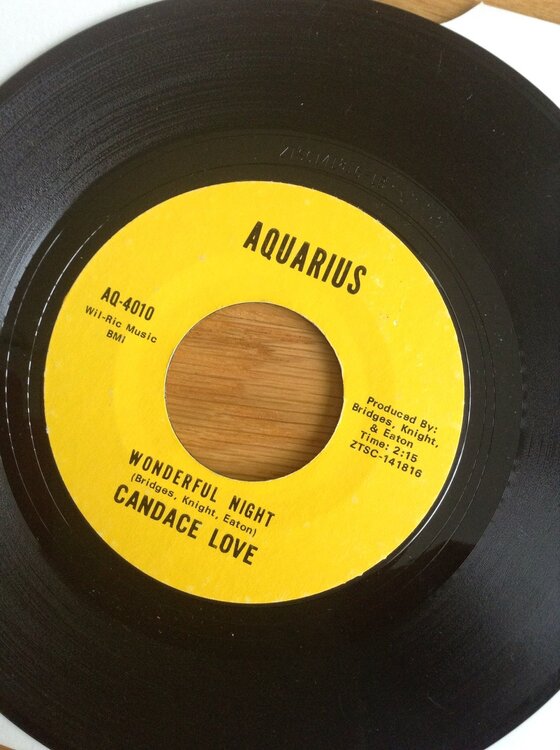 AQUARIUS
AQ-4010
Wil-Ric Music
BMI
Produced By:
Bridges, Knight,
& Eaton
Time: 2:15
ZTSC-141816
WONDERFUL NIGHT
(Bridges, Knight, Eaton)
CANDACE LOVE